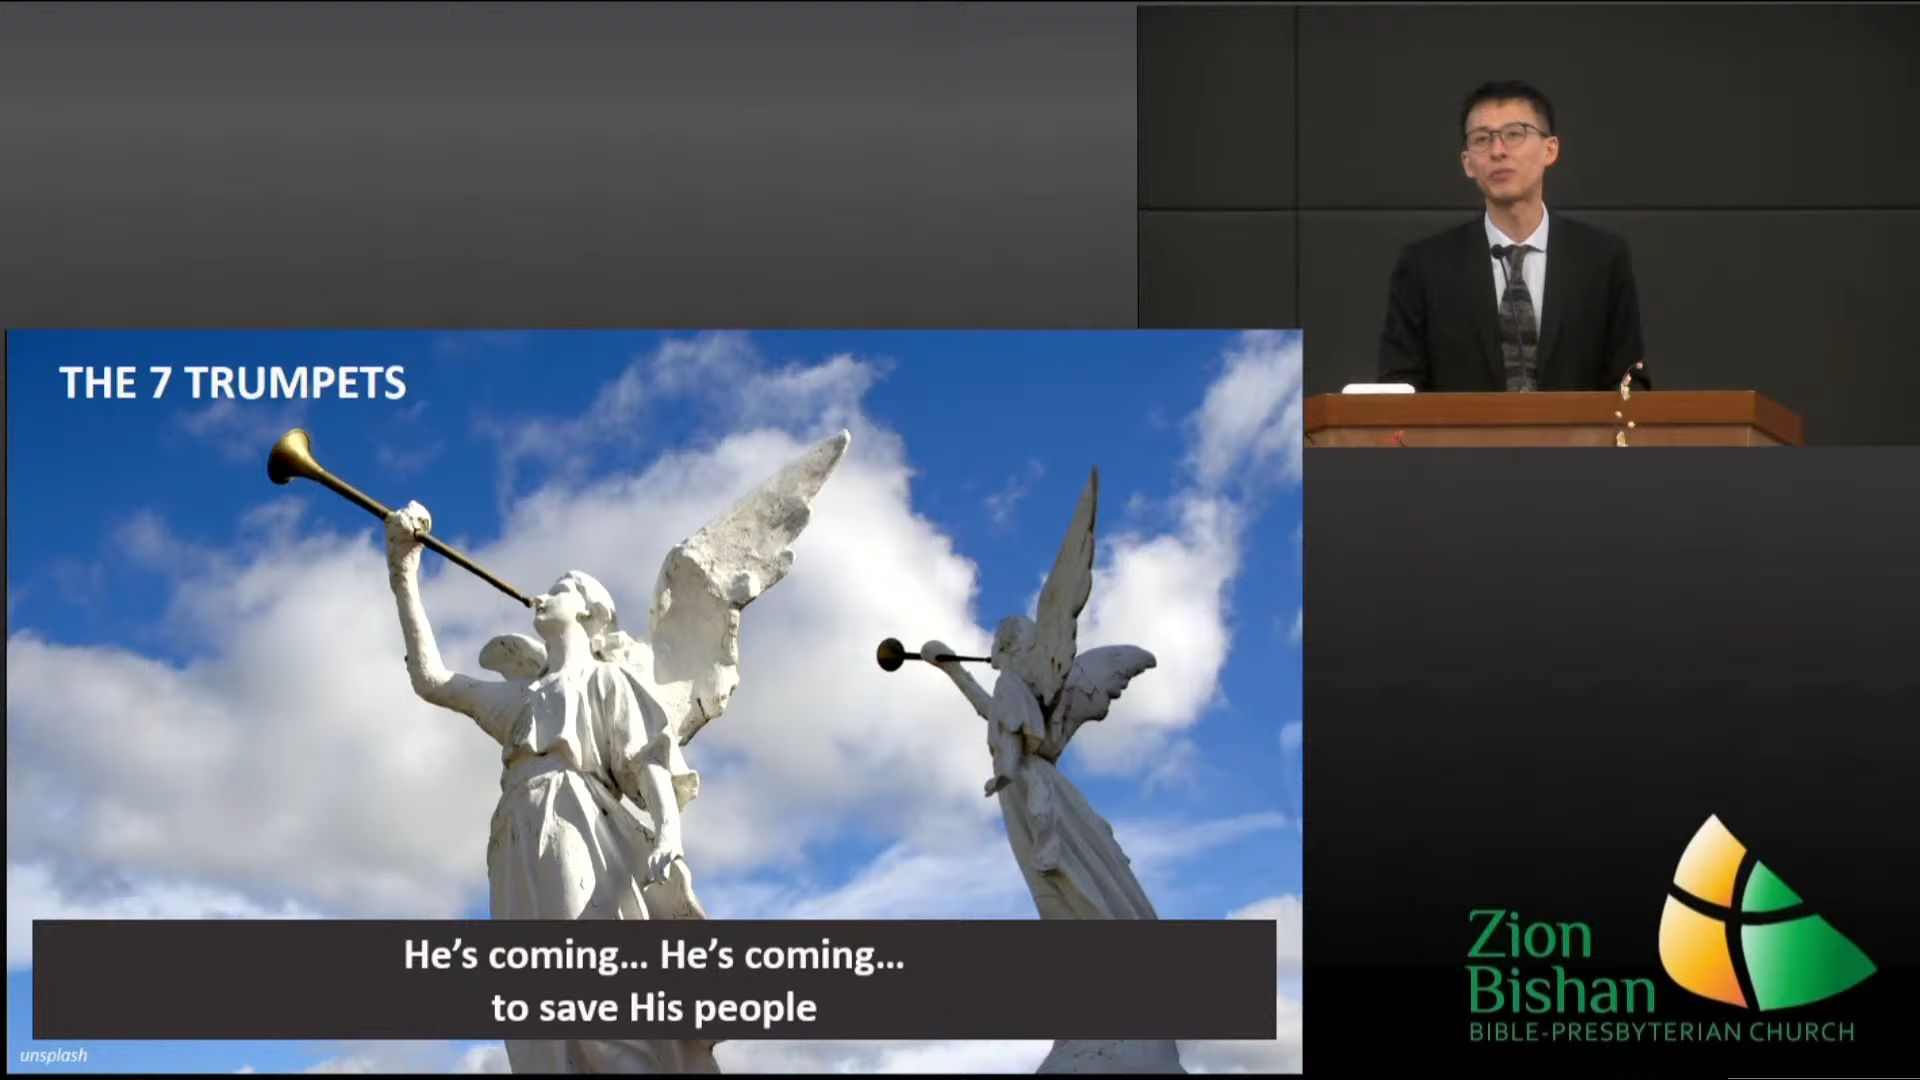 THE 7 TRUMPETS
He's coming... He's coming...
to save His people
unsplash
Zion
Bishan
BIBLE-PRESBYTERIAN CHURCH